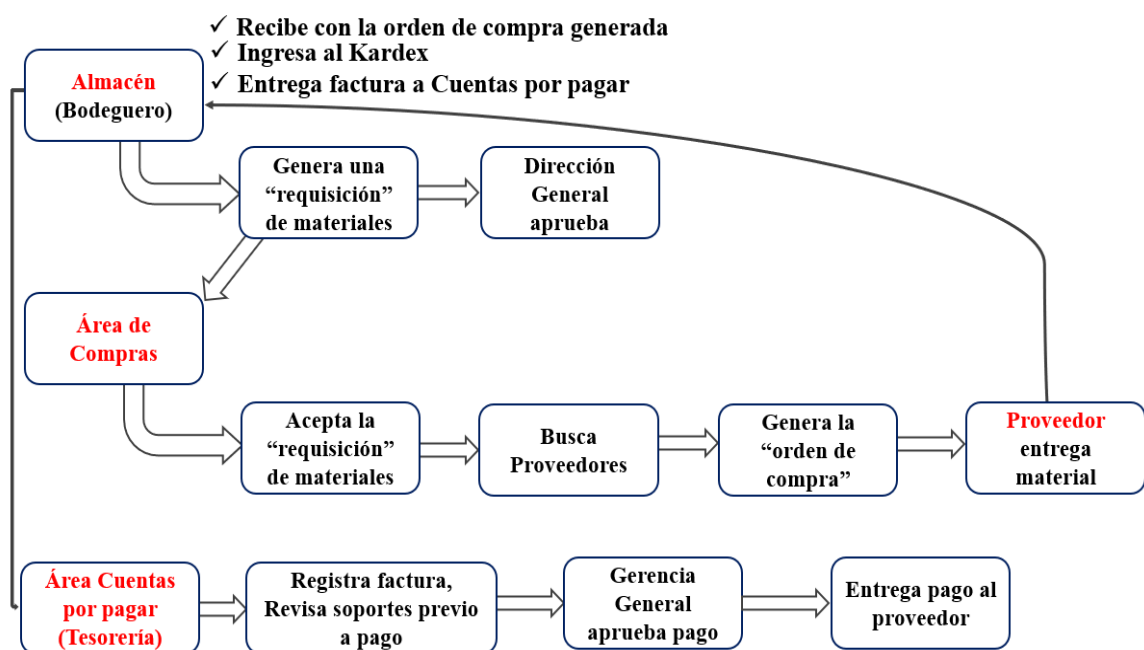 ✓ Recibe con la orden de compra generada
✓ Ingresa al Kardex
✓ Entrega factura a Cuentas por pagar
Almacén
(Bodeguero)
Genera una
“requisición”
de materiales
Dirección
General
aprueba
Área de
Compras
Acepta la
“requisición”
de materiales
Busca
Proveedores
Genera la
“orden de
compra”
Proveedor
entrega
material
Área Cuentas
por pagar
(Tesorería)
Registra factura,
Revisa soportes previo
a pago
Gerencia
General
aprueba pago
Entrega pago al
proveedor